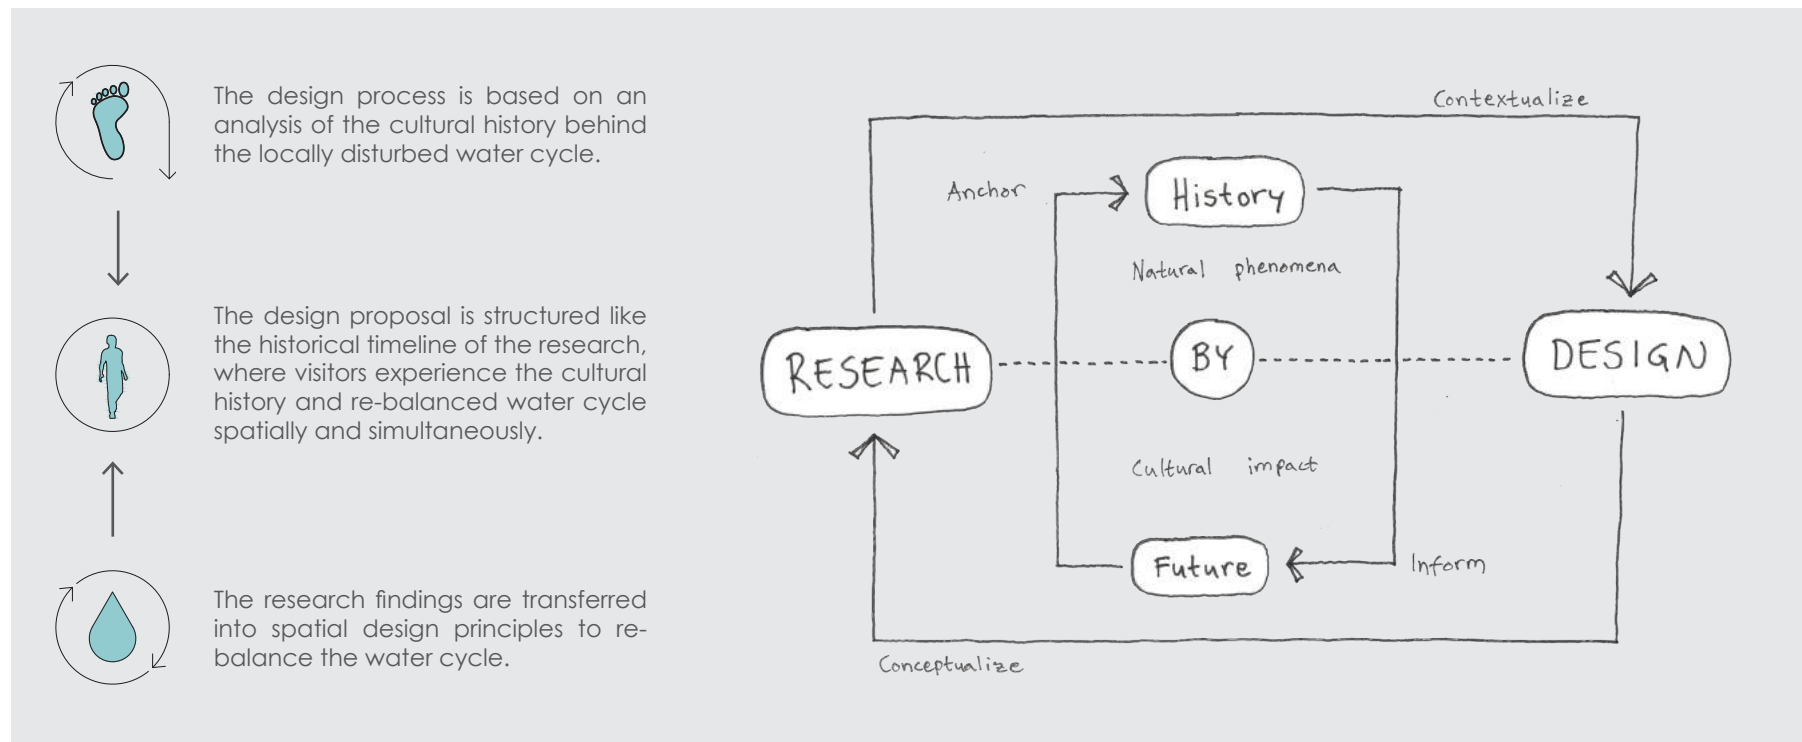 The design process is based on an
analysis of the cultural history behind
the locally disturbed water cycle.
The design proposal is structured like
the historical timeline of the research,
where visitors experience the cultural
history and re-balanced water cycle
spatially and simultaneously.
The research findings are transferred
into spatial design principles to re-
balance the water cycle.
Contextualize
Anchor
History
Natural phenomena
RESEARCH
BY
DESIGN
Cultural impact
Future
Inform
Conceptualize